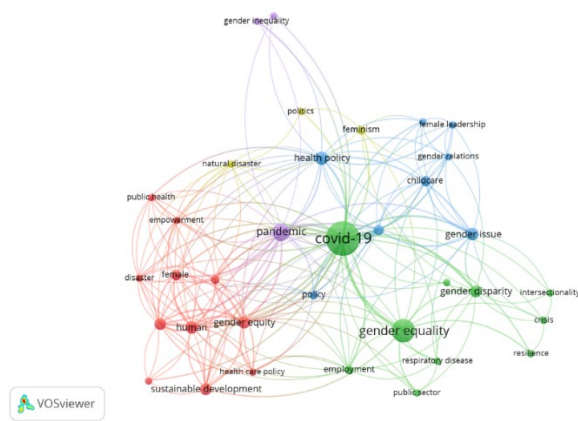 gender inequality
politics
feminism
female leadership
health policy
gender relations
natural disaster
childcare
public health
empowerment
pandemic
covid-19
gender issue
disaster
female
gender disparity
intersectionality
policy
human
gender equity
gender equality
crisis
resilience
respiratory disease
health care policy
employment
sustainable development
public sector
VOSviewer